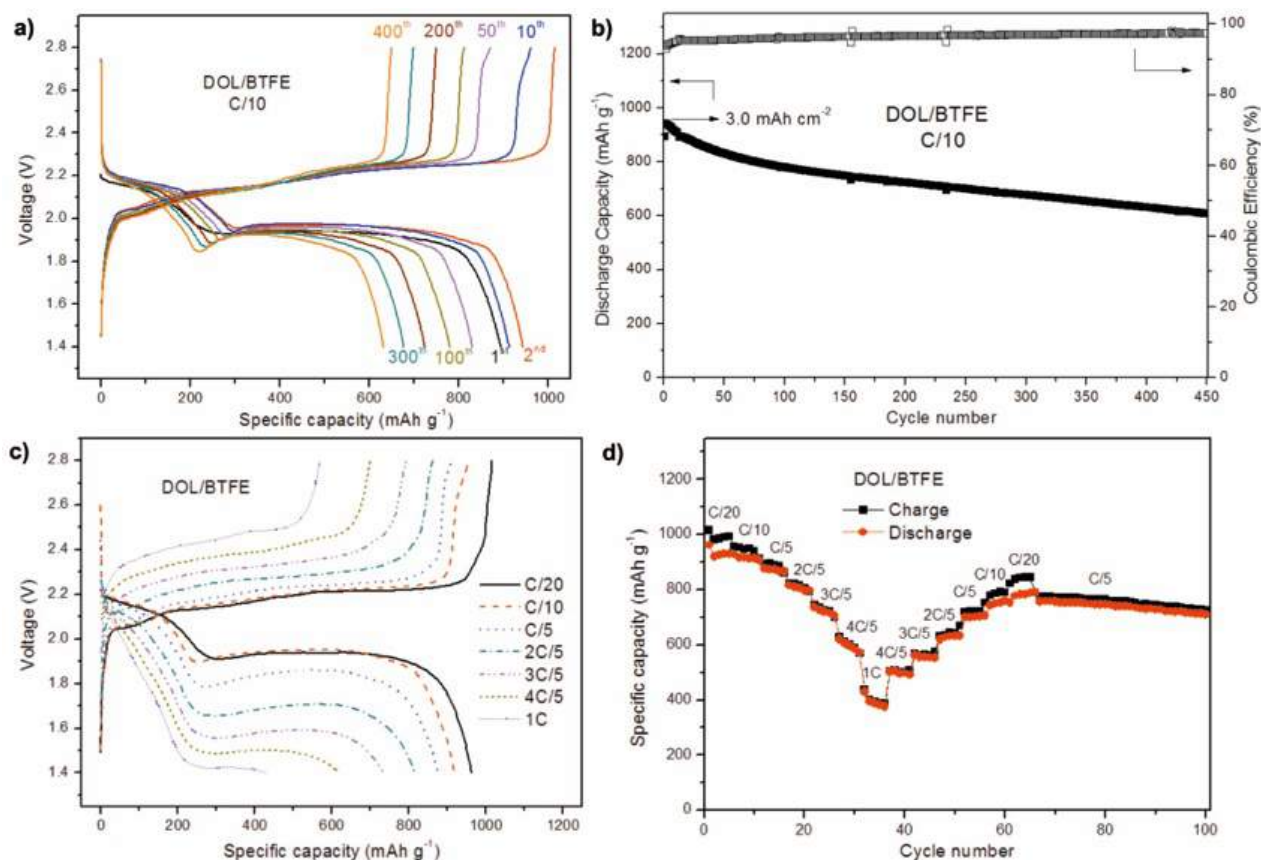 a)
400th 200th 50th 10th
DOL/BTFE
C/10
300th 100th 1st 2nd
2.8
2.6
2.4
2.2
2.0
1.8
1.6
1.4
Voltage (V)
0 200 400 600 800 1000
Specific capacity (mAh g-1)
b)
1200
1000
800
600
400
200
0
Discharge Capacity (mAh g-1)
3.0 mAh cm-2
DOL/BTFE
C/10
100
80
60
40
20
0
Coulombic Efficiency (%)
0 50 100 150 200 250 300 350 400 450
Cycle number
c)
DOL/BTFE
2.8
2.6
2.4
2.2
2.0
1.8
1.6
1.4
Voltage (V)
C/20
C/10
C/5
2C/5
3C/5
4C/5
1C
0 200 400 600 800 1000 1200
Specific capacity (mAh g-1)
d)
DOL/BTFE
Charge
Discharge
1200
1000
800
600
400
200
0
Specific capacity (mAh g-1)
C/20
C/10
C/5
2C/5
3C/5
4C/5
1C
4C/5
3C/5
2C/5
C/5
C/10
C/20
C/5
0 20 40 60 80 100
Cycle number